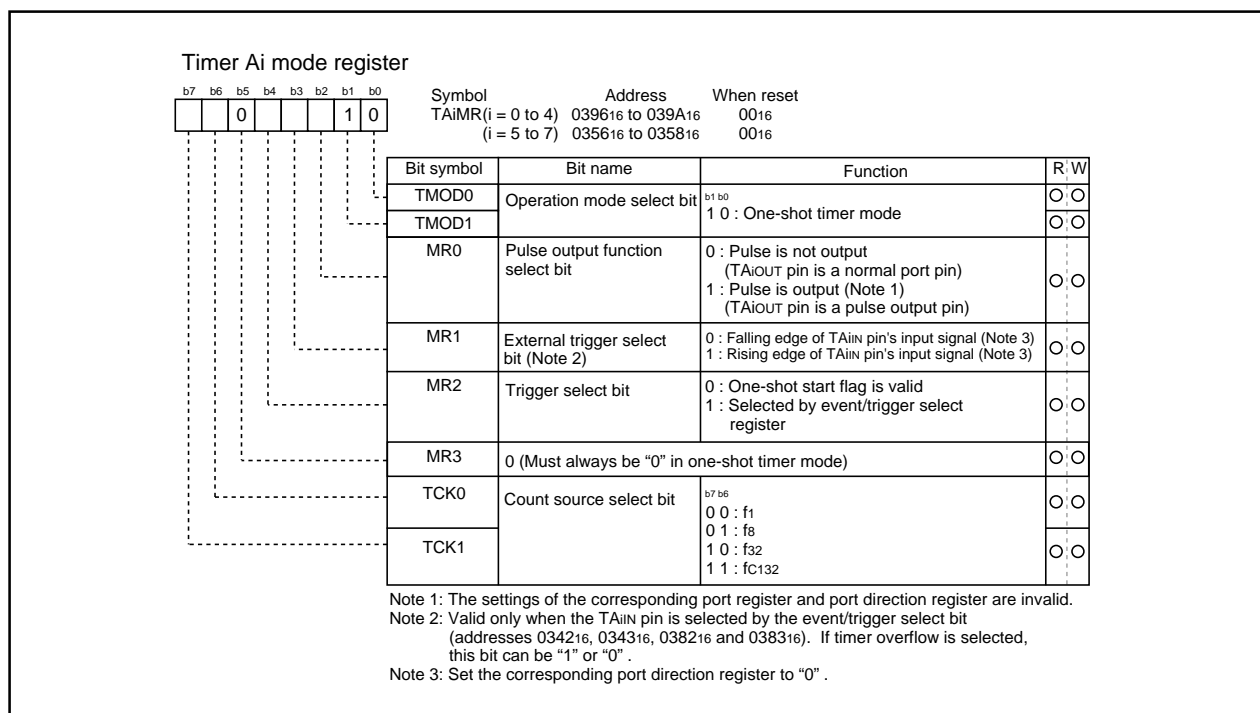 Timer Ai mode register
b7 b6 b5 b4 b3 b2 b1 b0
0 1 0
Symbol Address When reset
TAiMR(i = 0 to 4) 039616 to 039A16 0016
(i = 5 to 7) 035616 to 035816 0016
Bit symbol Bit name Function R W
TMOD0 Operation mode select bit b1 b0
1 0 : One-shot timer mode
TMOD1
MR0 Pulse output function select bit
0 : Pulse is not output
(TAiOUT pin is a normal port pin)
1 : Pulse is output (Note 1)
(TAiOUT pin is a pulse output pin)
MR1 External trigger select bit (Note 2)
0 : Falling edge of TAiIN pin's input signal (Note 3)
1 : Rising edge of TAiIN pin's input signal (Note 3)
MR2 Trigger select bit
0 : One-shot start flag is valid
1 : Selected by event/trigger select
register
MR3 0 (Must always be “0” in one-shot timer mode)
TCK0 Count source select bit
b7 b6
0 0 : f1
0 1 : f8
TCK1
1 0 : f32
1 1 : fC132
Note 1: The settings of the corresponding port register and port direction register are invalid.
Note 2: Valid only when the TAiIN pin is selected by the event/trigger select bit
(addresses 034216, 034316, 038216 and 038316). If timer overflow is selected,
this bit can be “1” or “0” .
Note 3: Set the corresponding port direction register to “0” .